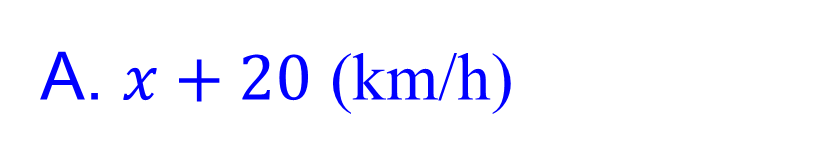 A. x + 20 (km/h)